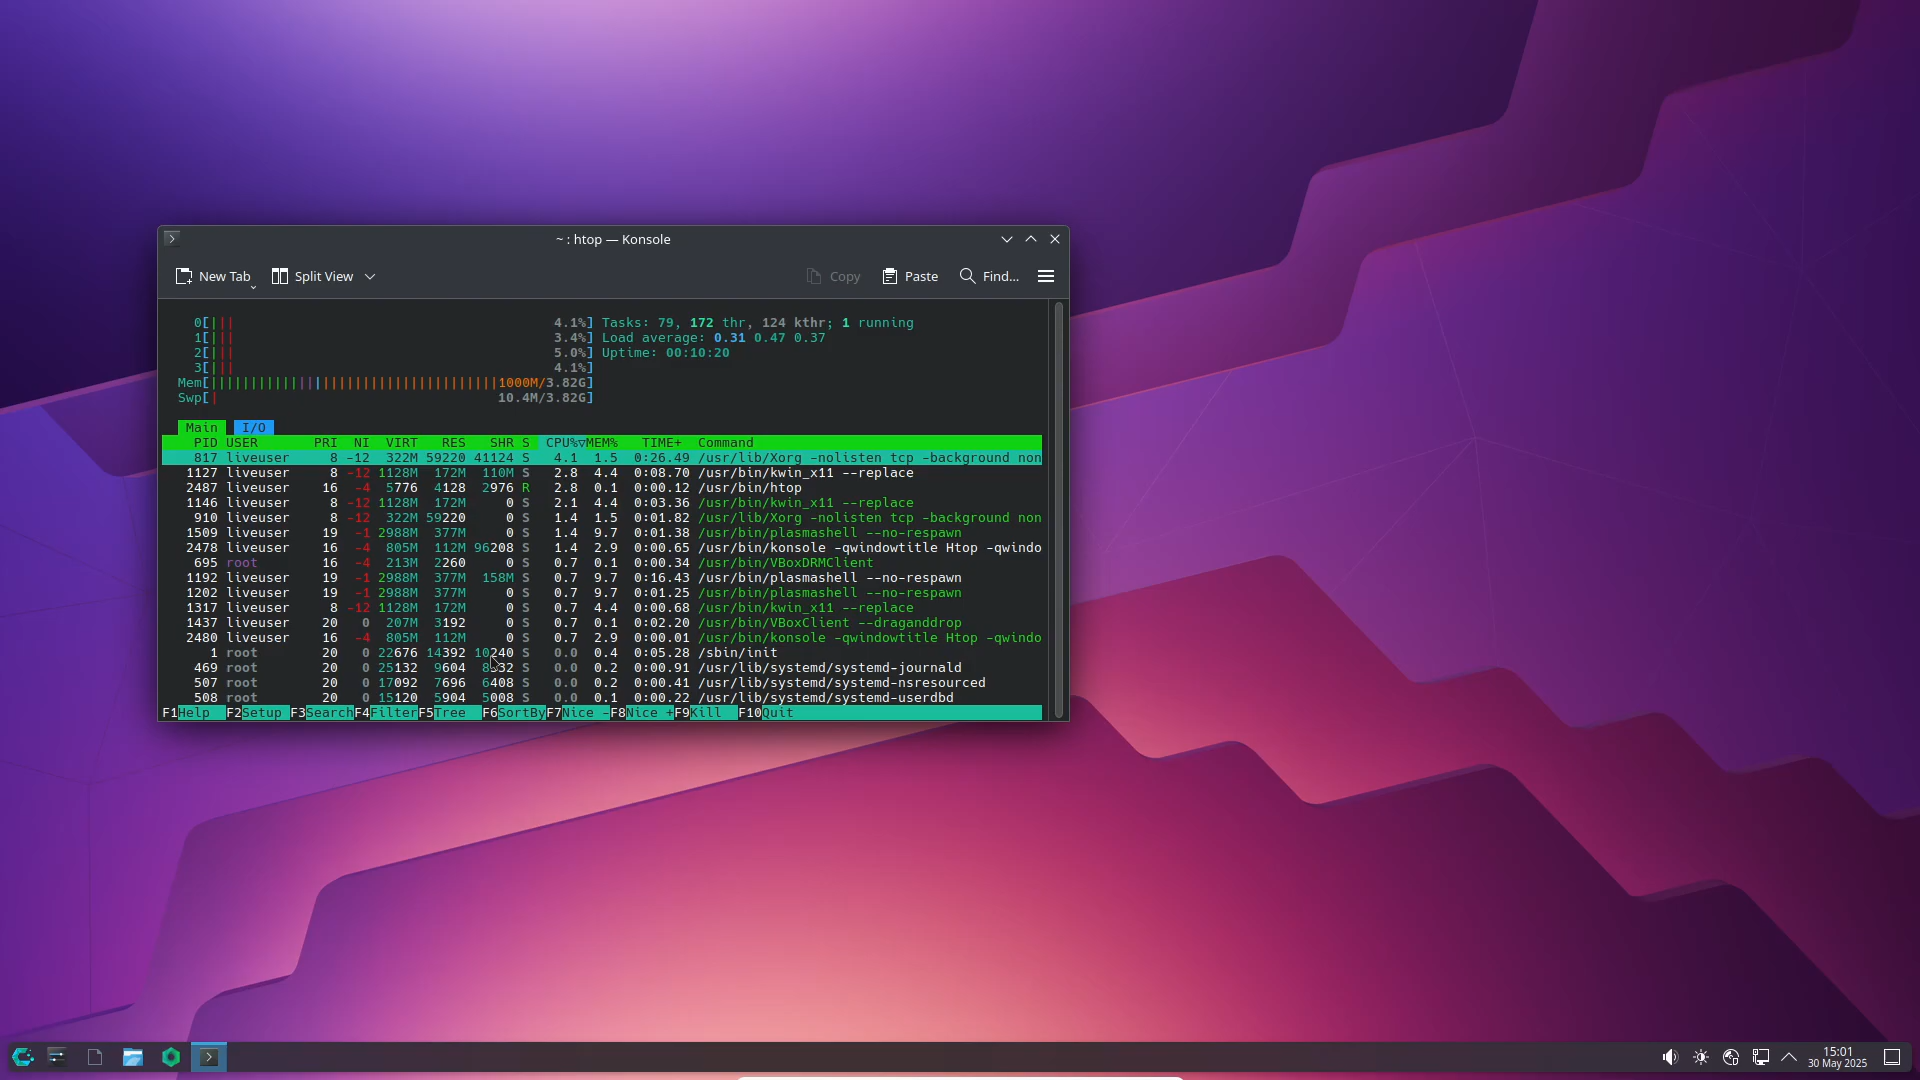 ~ : htop — Konsole
New Tab Split View Copy Paste Find...
0[||| 4.1%] Tasks: 79, 172 thr, 124 kthr; 1 running
1[||| 3.4%] Load average: 0.31 0.47 0.37
2[||| 5.0%] Uptime: 00:10:20
3[||| 4.1%]
Mem[||||||||||||||||||||||||||||||||||||1000M/3.82G]
Swp[| 10.4M/3.82G]
Main I/O
PID USER PRI NI VIRT RES SHR S CPU%▽MEM% TIME+ Command
817 liveuser 8 -12 322M 59220 41124 S 4.1 1.5 0:26.49 /usr/lib/Xorg -nolisten tcp -background non
1127 liveuser 8 -12 1128M 172M 110M S 2.8 4.4 0:08.70 /usr/bin/kwin_x11 --replace
2487 liveuser 16 -4 5776 4128 2976 R 2.8 0.1 0:00.12 /usr/bin/htop
1146 liveuser 8 -12 1128M 172M 0 S 2.1 4.4 0:03.36 /usr/bin/kwin_x11 --replace
910 liveuser 8 -12 322M 59220 0 S 1.4 1.5 0:01.82 /usr/lib/Xorg -nolisten tcp -background non
1509 liveuser 19 -1 2988M 377M 0 S 1.4 9.7 0:01.38 /usr/bin/plasmashell --no-respawn
2478 liveuser 16 -4 805M 112M 96208 S 1.4 2.9 0:00.65 /usr/bin/konsole -qwindowtitle Htop -qwindo
695 root 16 -4 213M 2260 0 S 0.7 0.1 0:00.34 /usr/bin/VBoxDRMClient
1192 liveuser 19 -1 2988M 377M 158M S 0.7 9.7 0:16.43 /usr/bin/plasmashell --no-respawn
1202 liveuser 19 -1 2988M 377M 0 S 0.7 9.7 0:01.25 /usr/bin/plasmashell --no-respawn
1317 liveuser 8 -12 1128M 172M 0 S 0.7 4.4 0:00.68 /usr/bin/kwin_x11 --replace
1437 liveuser 20 0 207M 3192 0 S 0.7 0.1 0:02.20 /usr/bin/VBoxClient --draganddrop
2480 liveuser 16 -4 805M 112M 0 S 0.7 2.9 0:00.01 /usr/bin/konsole -qwindowtitle Htop -qwindo
1 root 20 0 22676 14392 10240 S 0.0 0.4 0:05.28 /sbin/init
469 root 20 0 25132 9604 S 0.0 0.2 0:00.91 /usr/lib/systemd/systemd-journald
507 root 20 0 17092 7696 6408 S 0.0 0.2 0:00.41 /usr/lib/systemd/systemd-nsresourced
508 root 20 0 15120 5904 5008 S 0.0 0.1 0:00.22 /usr/lib/systemd/systemd-userdbd
F1Help F2Setup F3SearchF4FilterF5Tree F6SortByF7Nice -F8Nice +F9Kill F10Quit
15:01
30 May 2025